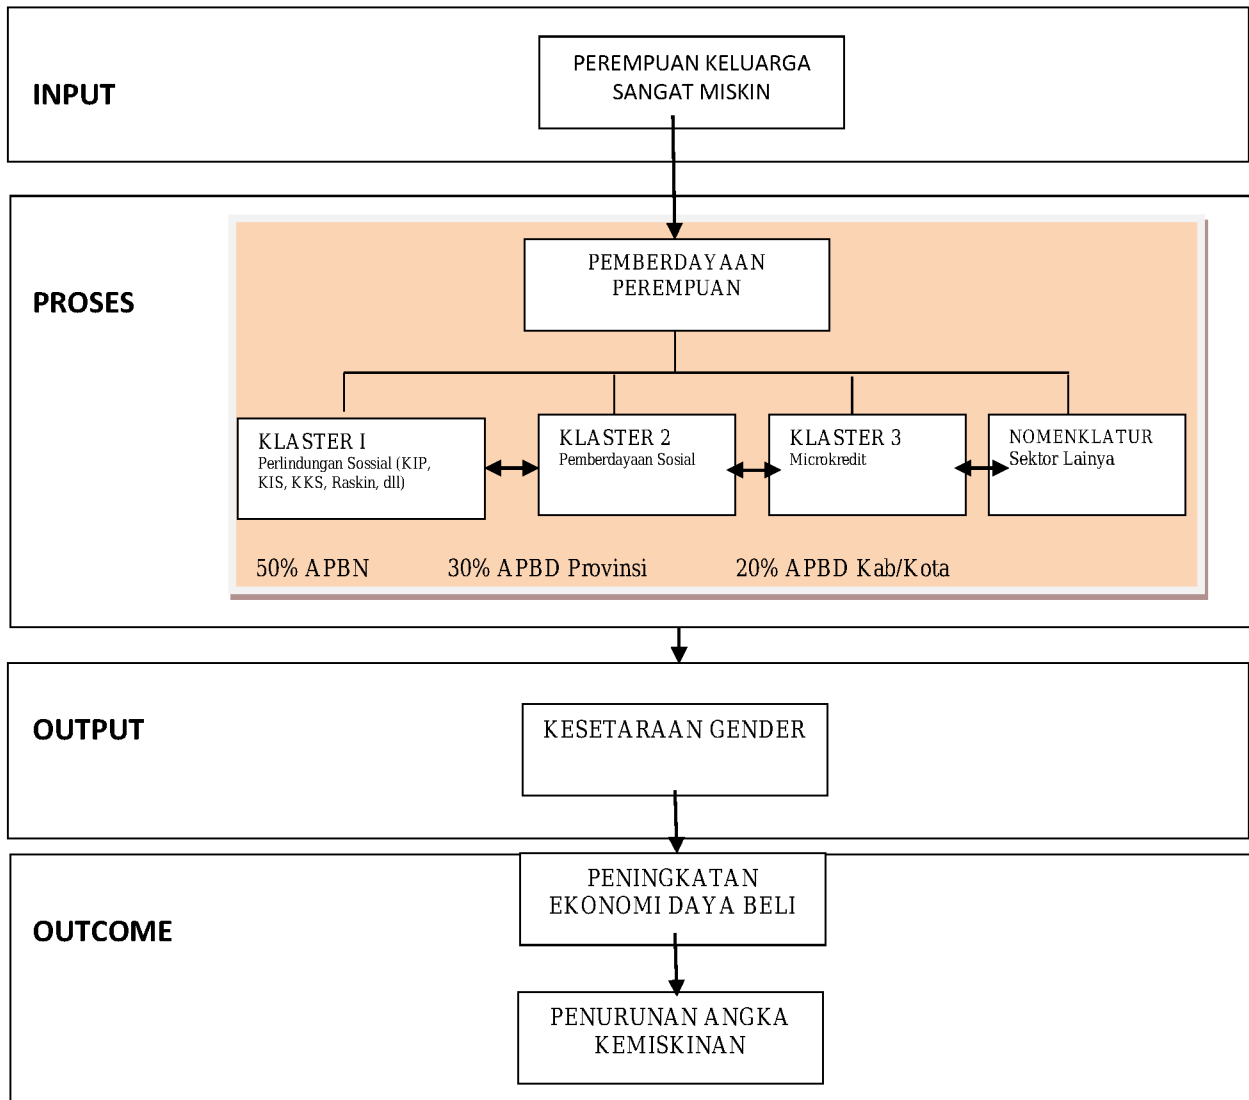 INPUT
PEREMPUAN KELUARGA
SANGAT MISKIN
PROSES
PEMBERDAYAAN
PEREMPUAN
KLASTER I
Perlindungan Sossial (KIP,
KIS, KKS, Raskin, dll)
KLASTER 2
Pemberdayaan Sosial
KLASTER 3
Microkredit
NOMENKLATUR
Sektor Lainya
50% APBN
30% APBD Provinsi
20% APBD Kab/Kota
OUTPUT
KESETARAAN GENDER
OUTCOME
PENINGKATAN
EKONOMI DAYA BELI
PENURUNAN ANGKA
KEMISKINAN